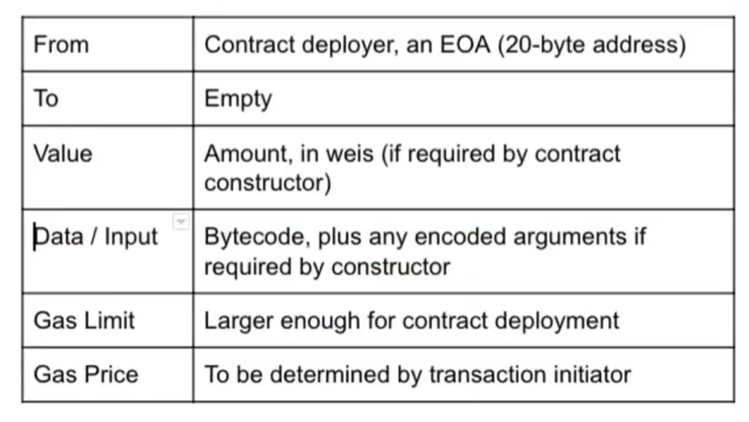 From
Contract deployer, an EOA (20-byte address)
To
Empty
Value
Amount, in weis (if required by contract
constructor)
Data / Input
Bytecode, plus any encoded arguments if
required by constructor
Gas Limit
Larger enough for contract deployment
Gas Price
To be determined by transaction initiator